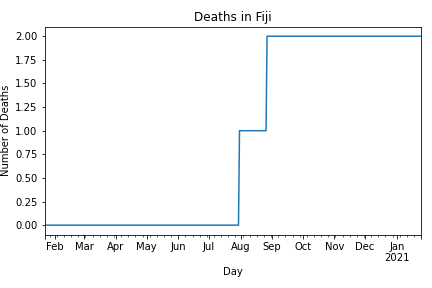 Deaths in Fiji
Number of Deaths
2.00
1.75
1.50
1.25
1.00
0.75
0.50
0.25
0.00
Feb Mar Apr May Jun Jul Aug Sep Oct Nov Dec Jan
2021
Day